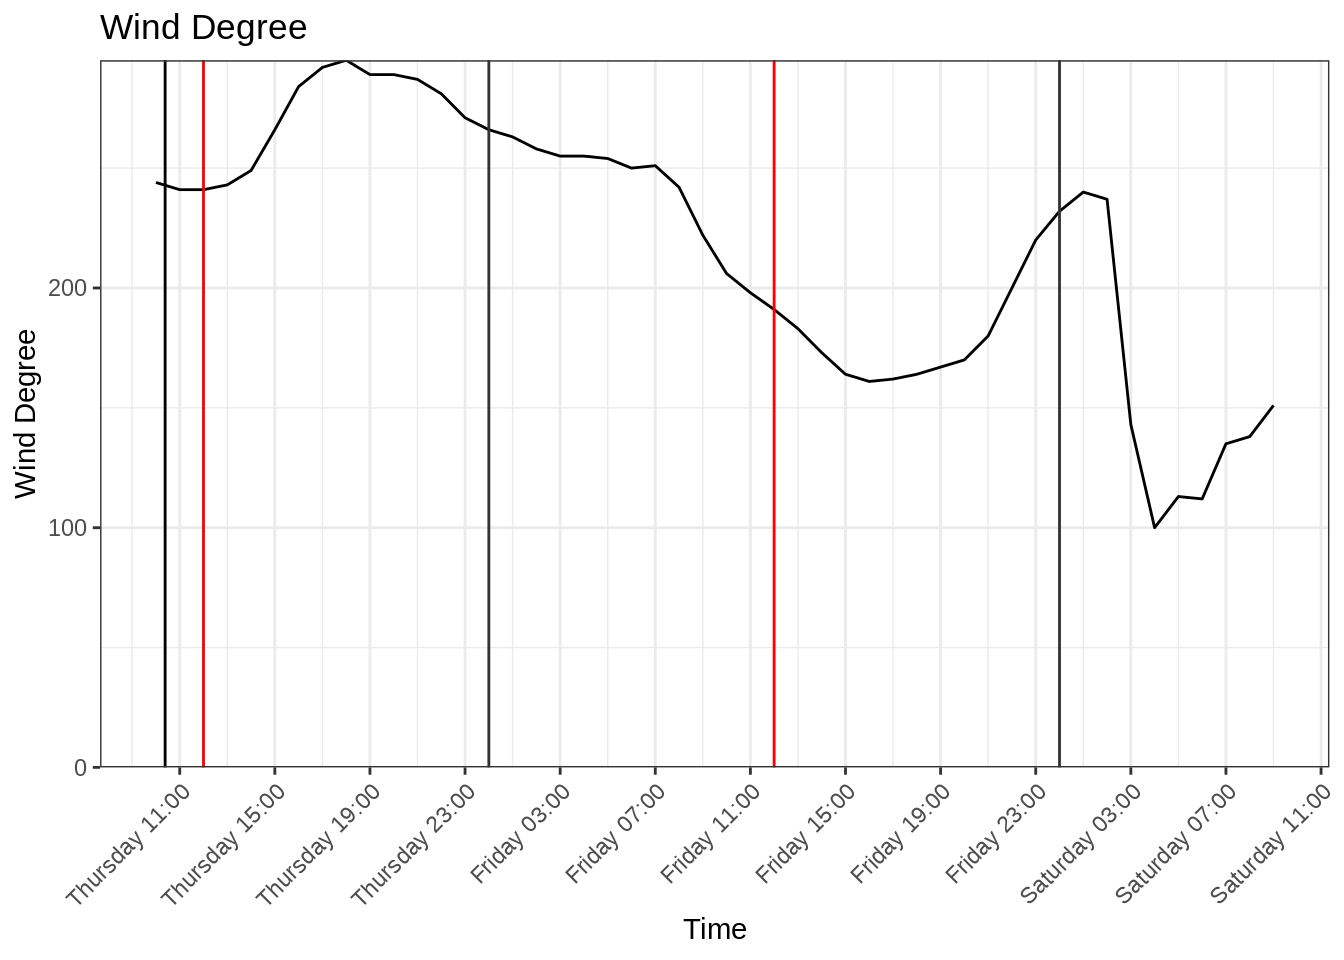 Wind Degree
Wind Degree
200
100
0
Thursday 11:00
Thursday 15:00
Thursday 19:00
Thursday 23:00
Friday 03:00
Friday 07:00
Friday 11:00
Friday 15:00
Friday 19:00
Friday 23:00
Saturday 03:00
Saturday 07:00
Saturday 11:00
Time